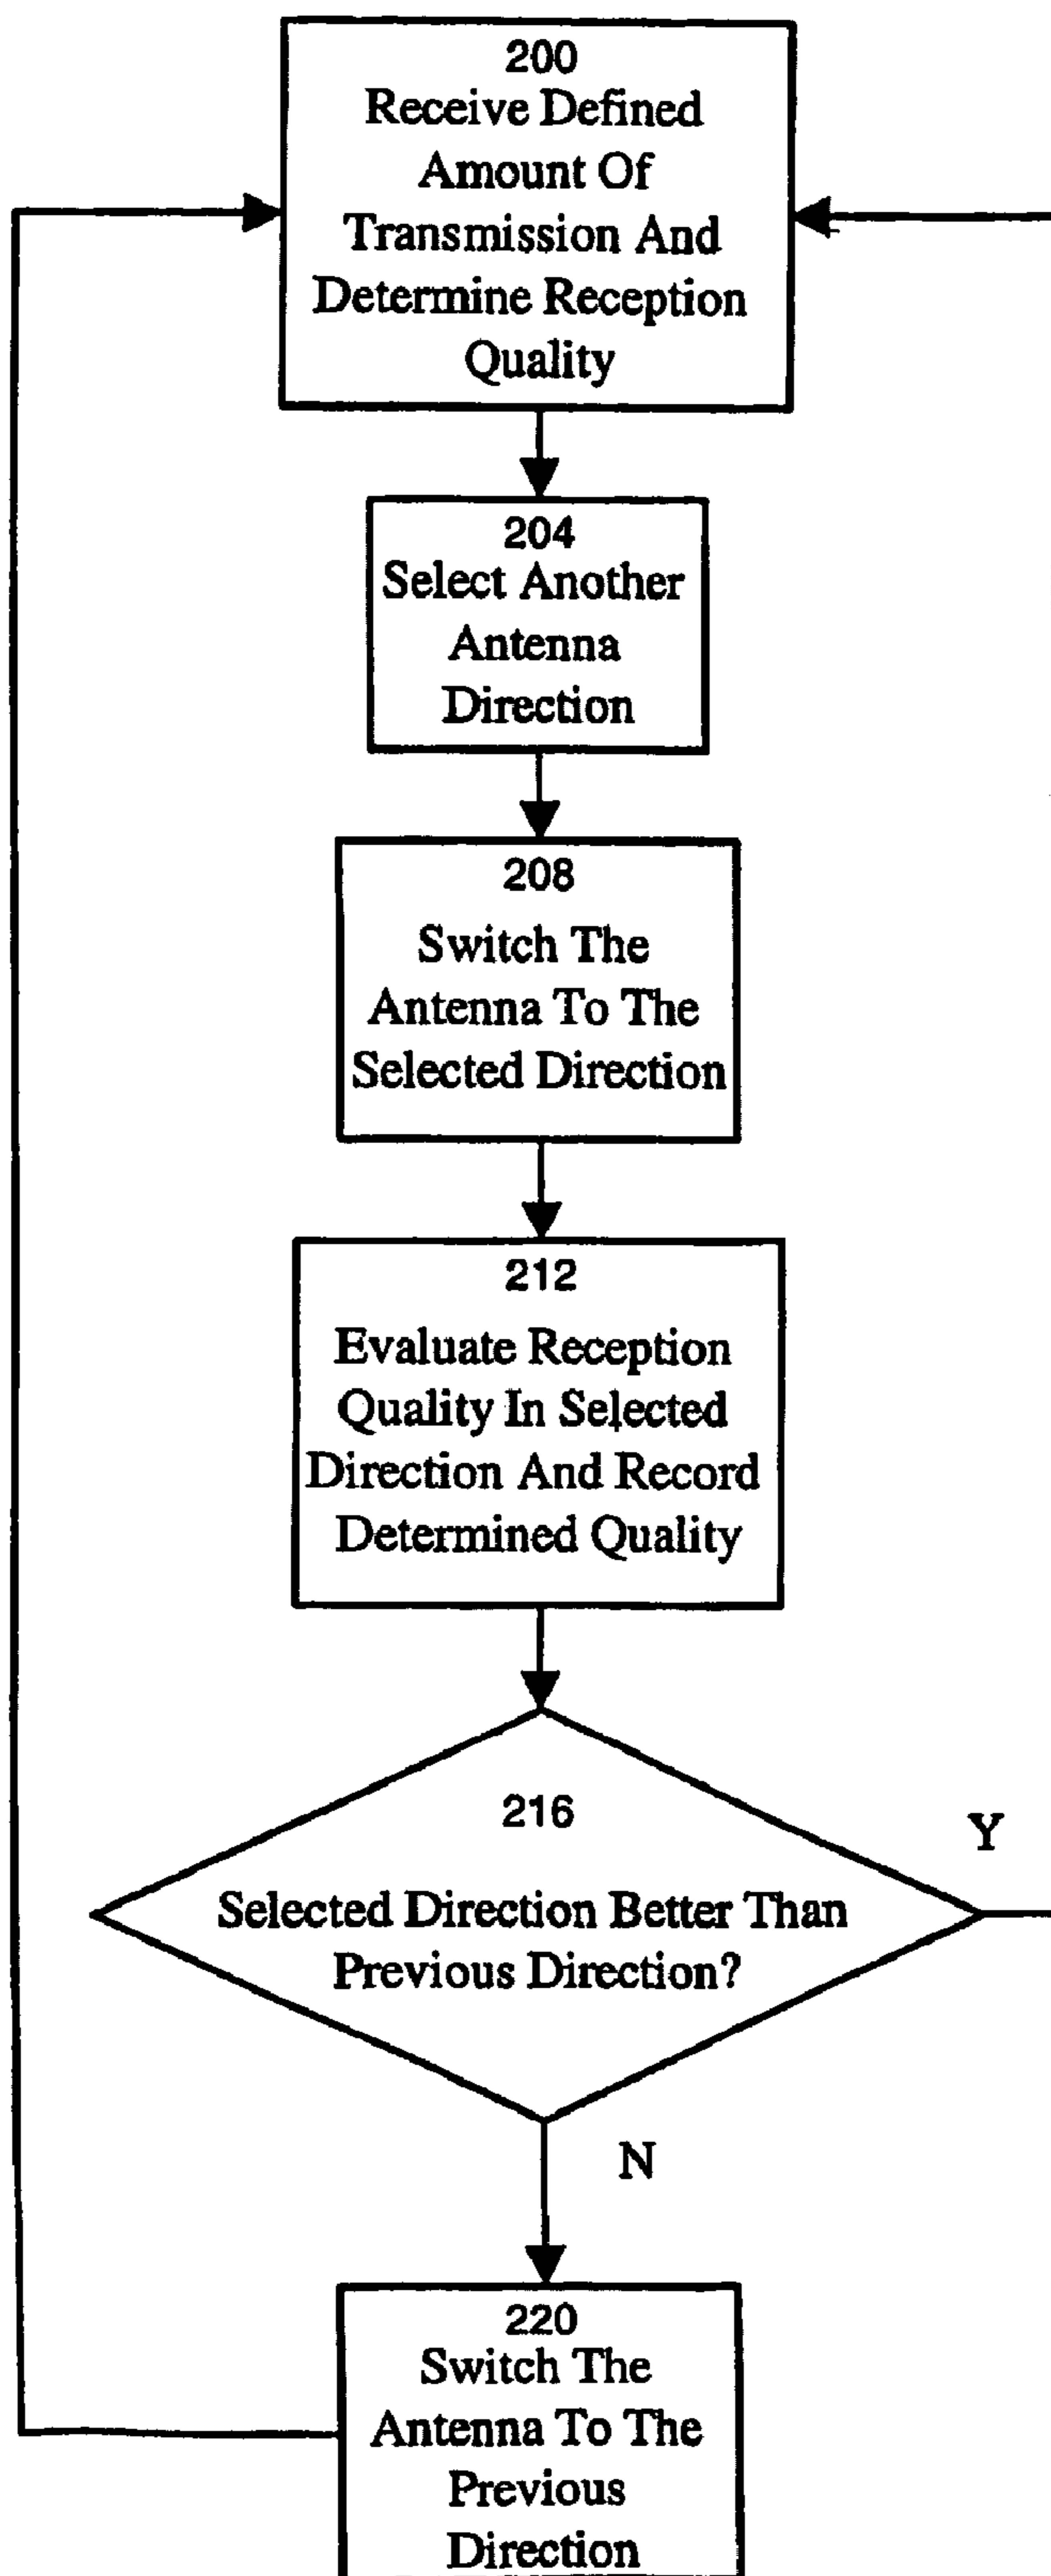 200
Receive Defined
Amount Of
Transmission And
Determine Reception
Quality
204
Select Another
Antenna
Direction
208
Switch The
Antenna To The
Selected Direction
212
Evaluate Reception
Quality In Selected
Direction And Record
Determined Quality
216
Y
Selected Direction Better Than
Previous Direction?
N
220
Switch The
Antenna To The
Previous
Direction